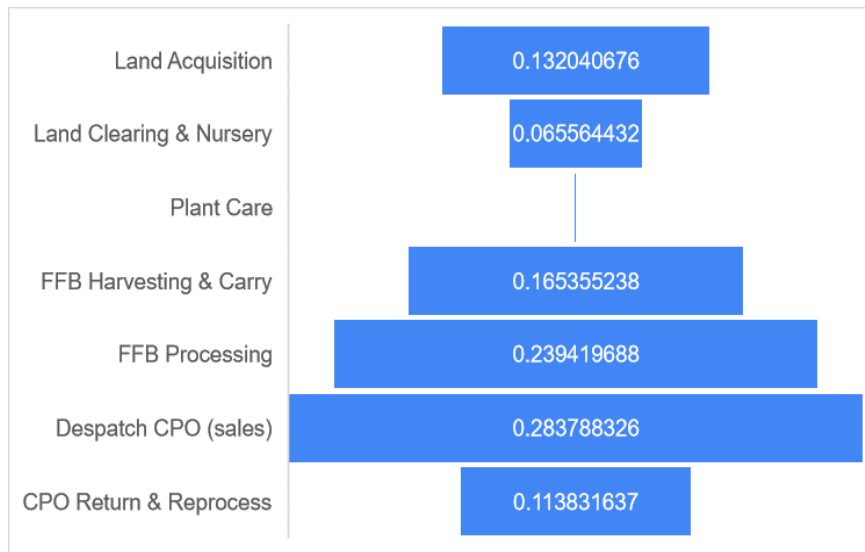 Land Acquisition 0.132040676
Land Clearing & Nursery 0.065564432
Plant Care
FFB Harvesting & Carry 0.165355238
FFB Processing 0.239419688
Despatch CPO (sales) 0.283788326
CPO Return & Reprocess 0.113831637